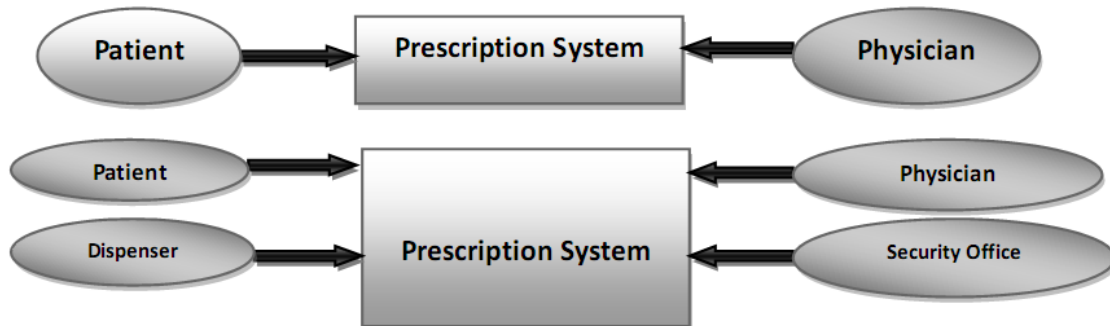 Patient
Prescription System
Physician
Patient
Physician
Dispenser
Prescription System
Security Office